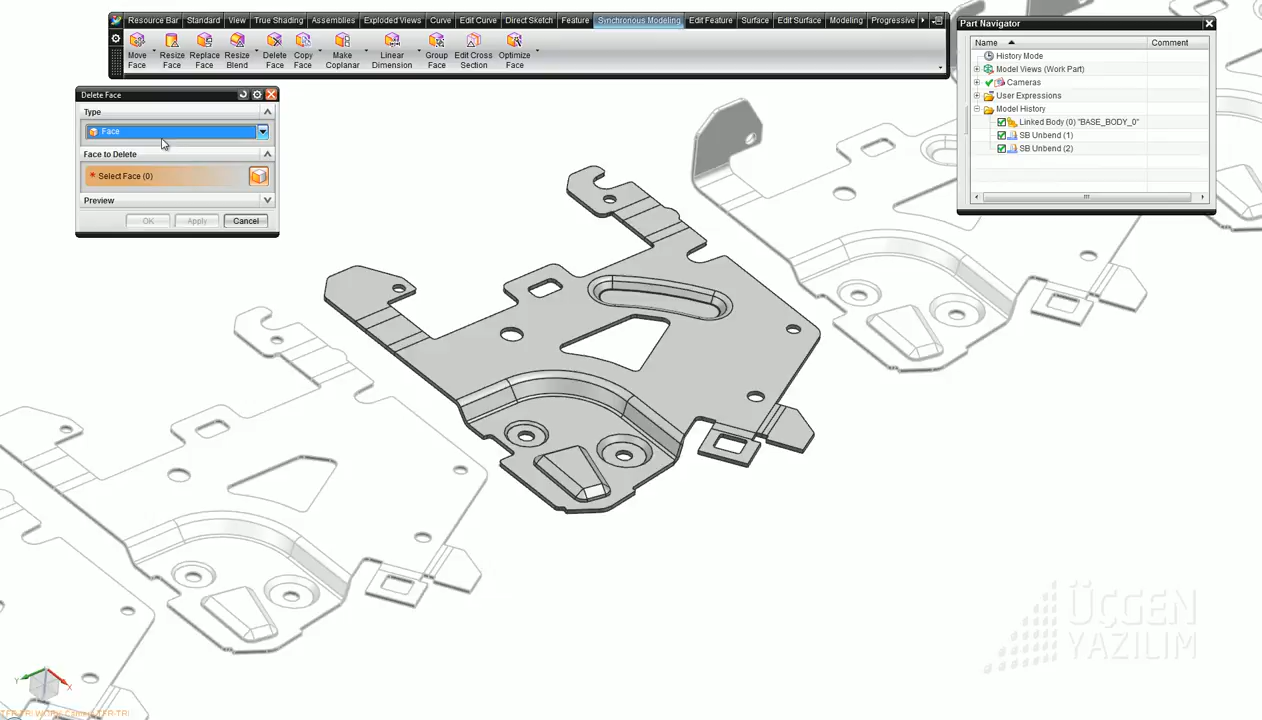 Resource Bar Standard View True Shading Assemblies Exploded Views Curve Edit Curve Direct Sketch Feature Synchronous Modeling Edit Feature Surface Edit Surface Modeling Progressive
Move Face
Resize Face
Replace Face
Resize Blend
Delete Face
Copy Face
Make Coplanar
Linear Dimension
Group Face
Edit Cross Section
Optimize Face
Part Navigator
Name Comment
History Mode
Model Views (Work Part)
Cameras
User Expressions
Model History
Linked Body (0) "BASE_BODY_0"
SB Unbend (1)
SB Unbend (2)
Delete Face
Type
Face
Face to Delete
* Select Face (0)
Preview
OK Apply Cancel
ÜÇGEN
YAZILIM
Y X